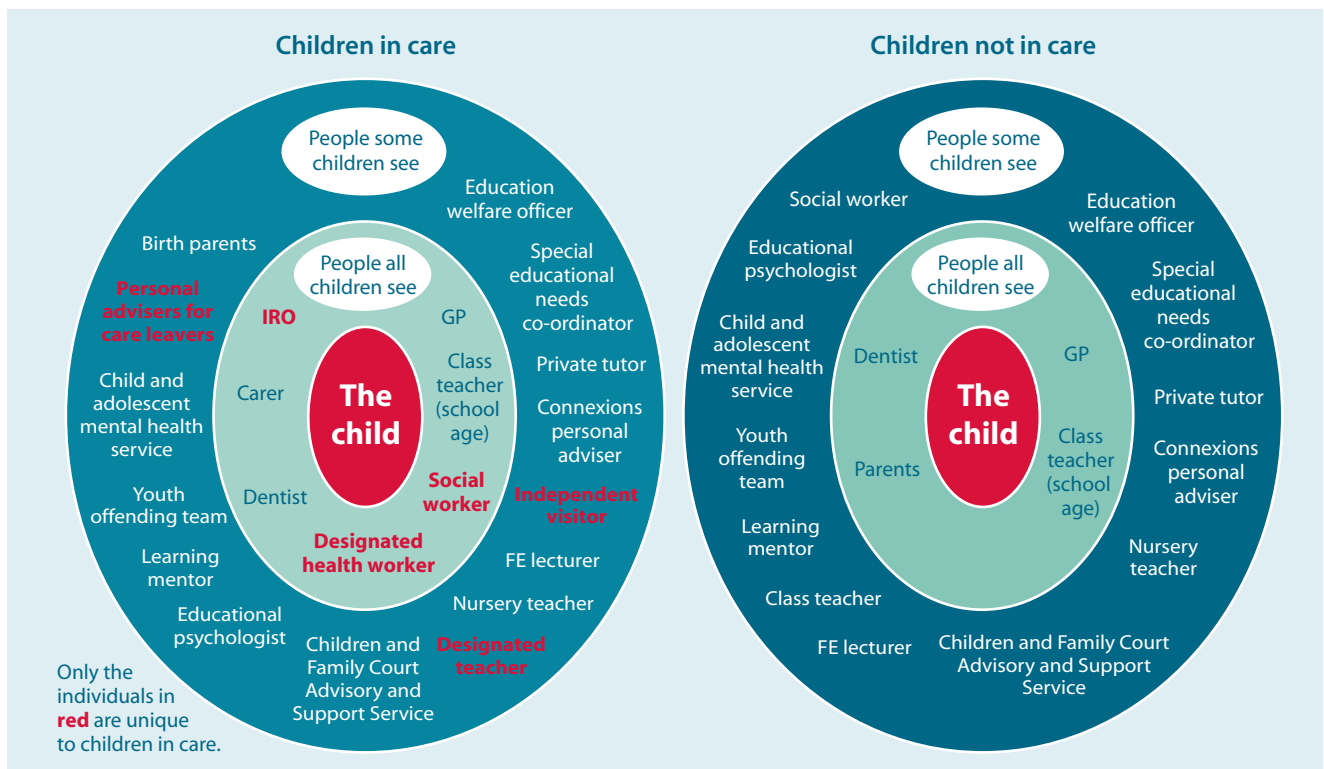 Children in care
People some
children see
Education
welfare officer
Birth parents
Special
educational
needs
co-ordinator
People all
children see
Personal
advisers for
care leavers
IRO
GP
Private tutor
Class
teacher
(school
age)
Child and
adolescent
mental health
service
Carer
The
child
Connexions
personal
adviser
Youth
offending team
Dentist
Social
worker
Independent
visitor
Designated
health worker
Learning
mentor
FE lecturer
Educational
psychologist
Nursery teacher
Children and
Family Court
Advisory and
Support Service
Designated
teacher
Only the
individuals in
red are unique
to children in care.
Children not in care
People some
children see
Social worker
Education
welfare officer
Educational
psychologist
People all
children see
Special
educational
needs
co-ordinator
Child and
adolescent
mental health
service
Dentist
GP
The
child
Private tutor
Youth
offending
team
Parents
Class
teacher
(school
age)
Connexions
personal
adviser
Learning
mentor
Nursery
teacher
Class teacher
FE lecturer
Children and Family Court
Advisory and Support
Service